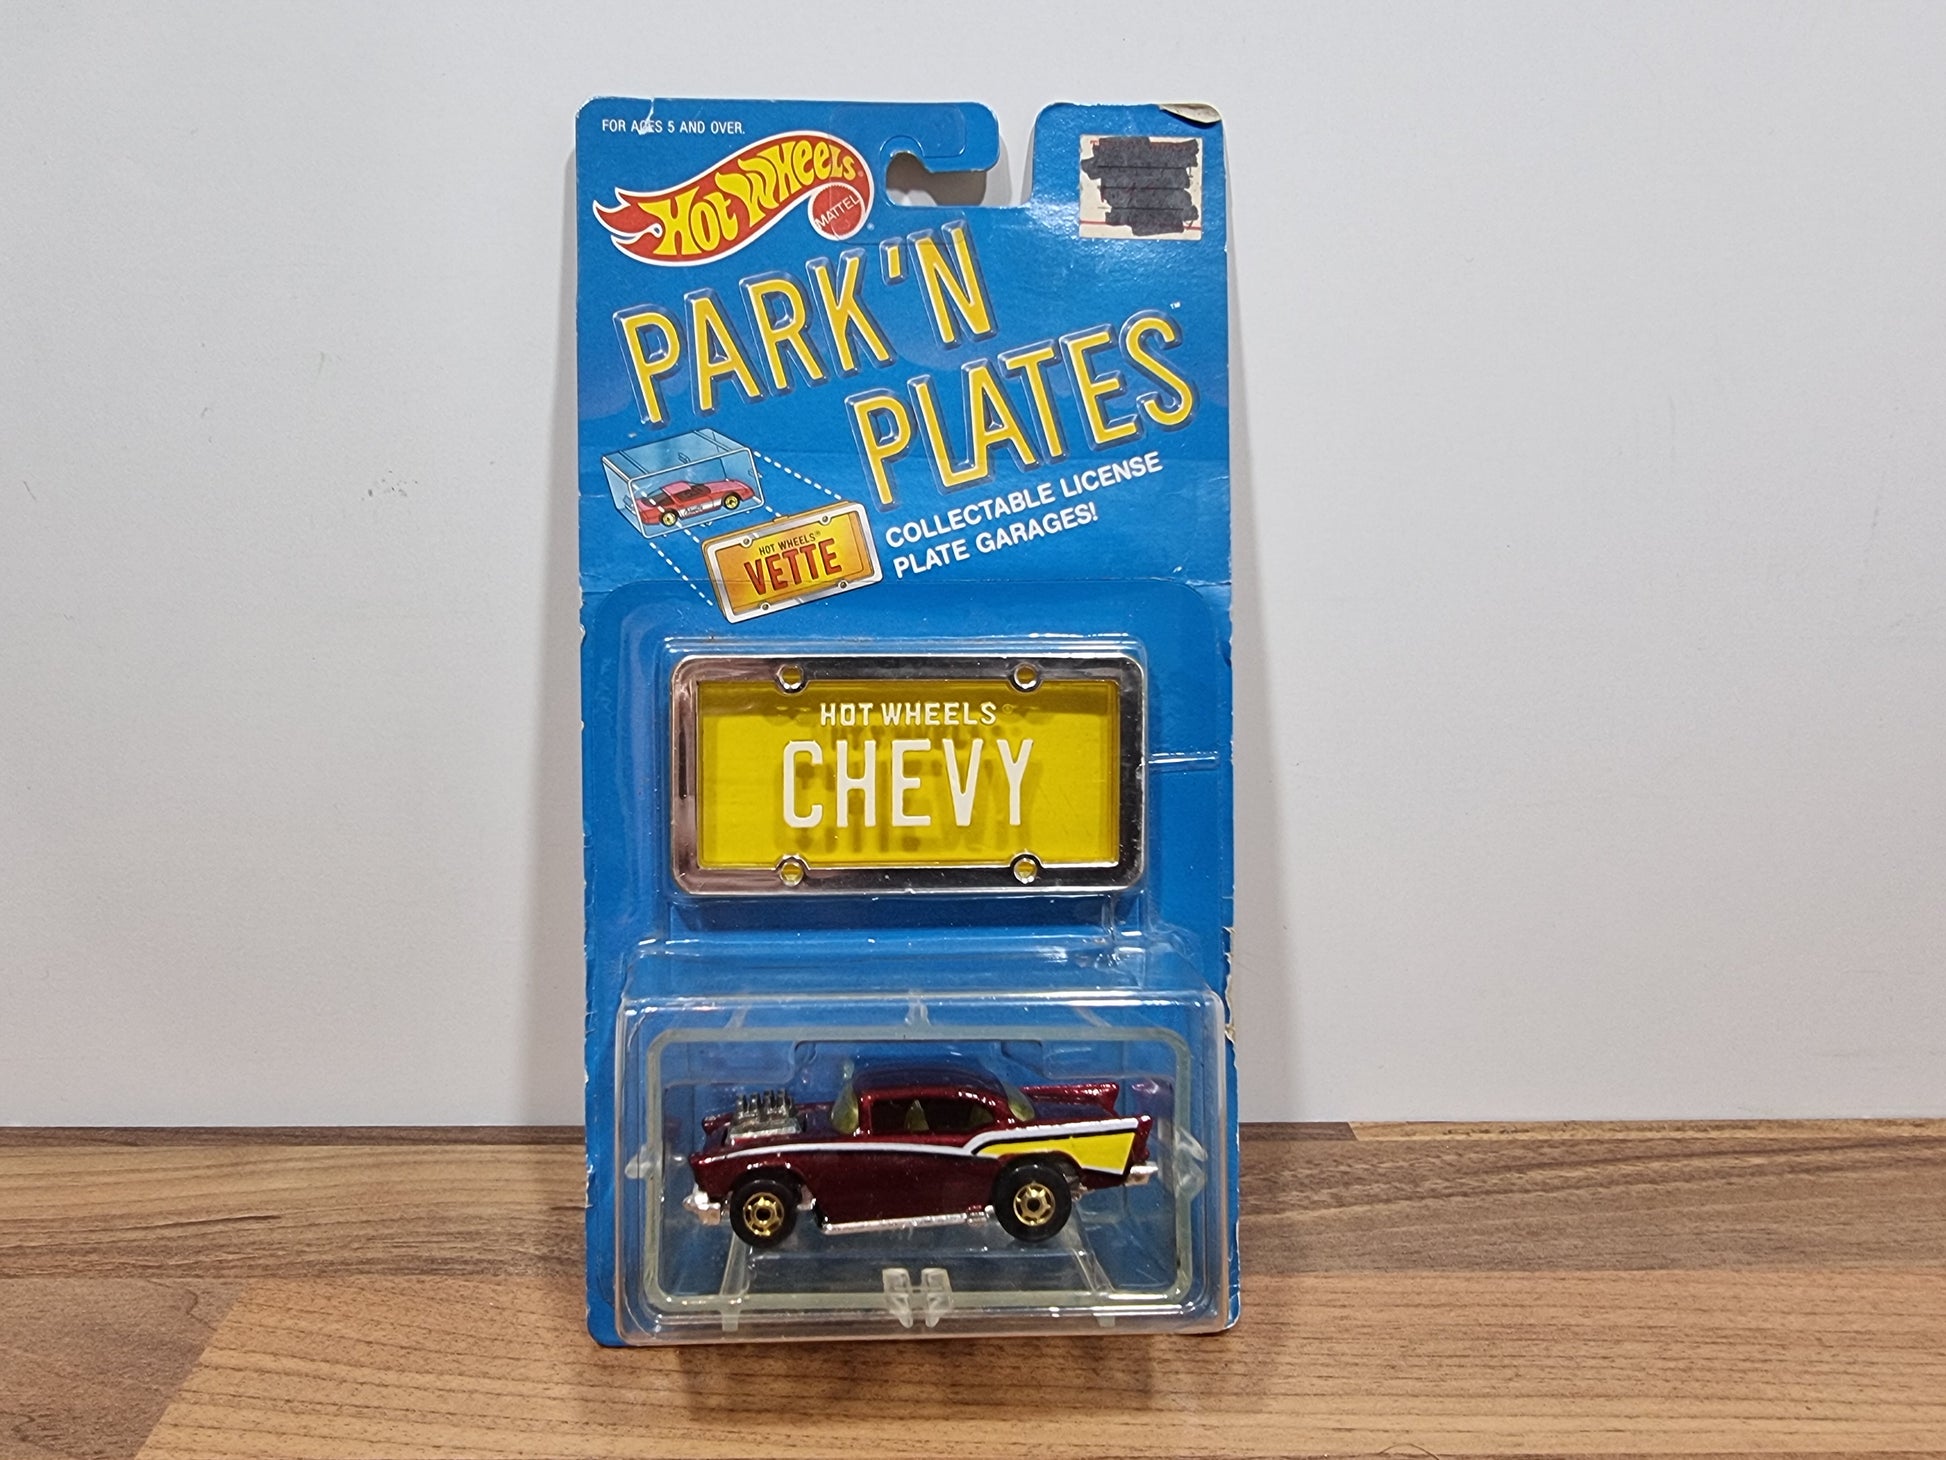 FOR AGES 5 AND OVER.
Hot Wheels®
MATTEL®
PARK 'N
PLATES™
COLLECTABLE LICENSE
PLATE GARAGES!
HOT WHEELS®
VETTE
HOT WHEELS®
CHEVY